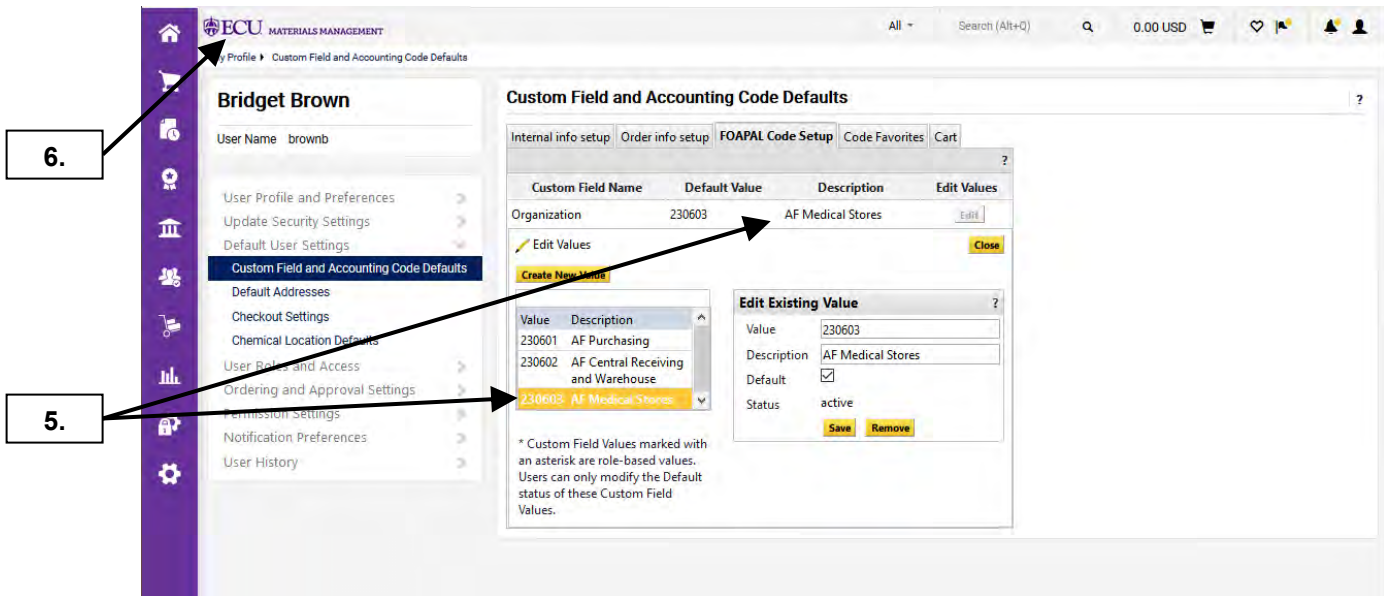 ECU MATERIALS MANAGEMENT
All
Search (Alt+Q)
0.00 USD
y Profile Custom Field and Accounting Code Defaults
6.
5.
Bridget Brown
User Name brownb
User Profile and Preferences
Update Security Settings
Default User Settings
Custom Field and Accounting Code Defaults
Default Addresses
Checkout Settings
Chemical Location Defaults
User Roles and Access
Ordering and Approval Settings
Permission Settings
Notification Preferences
User History
Custom Field and Accounting Code Defaults
?
Internal info setup Order info setup FOAPAL Code Setup Code Favorites Cart
?
Custom Field Name Default Value Description Edit Values
Organization 230603 AF Medical Stores Edit
Edit Values
Close
Create New Value
Value Description
230601 AF Purchasing
230602 AF Central Receiving
and Warehouse
230603 AF Medical Stores
* Custom Field Values marked with
an asterisk are role-based values.
Users can only modify the Default
status of these Custom Field
Values.
Edit Existing Value ?
Value 230603
Description AF Medical Stores
Default
Status active
Save Remove